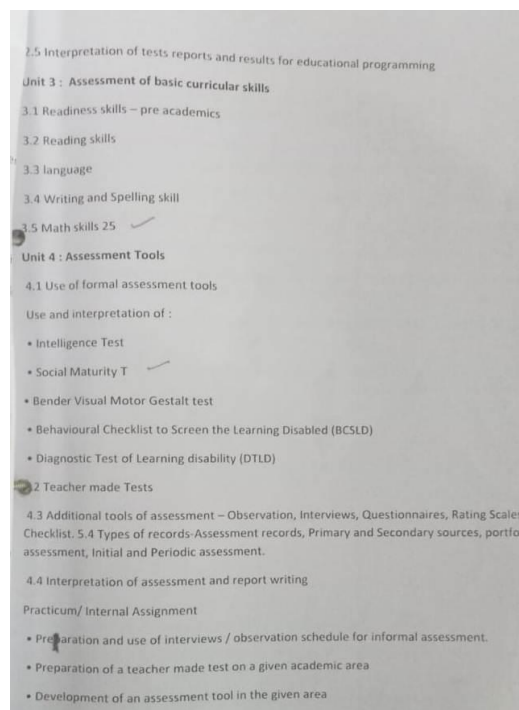 2.5 Interpretation of tests reports and results for educational programming
Unit 3 : Assessment of basic curricular skills
3.1 Readiness skills – pre academics
3.2 Reading skills
3.3 language
3.4 Writing and Spelling skill
3.5 Math skills 25
Unit 4 : Assessment Tools
4.1 Use of formal assessment tools
Use and interpretation of :
• Intelligence Test
• Social Maturity T
• Bender Visual Motor Gestalt test
• Behavioural Checklist to Screen the Learning Disabled (BCSLD)
• Diagnostic Test of Learning disability (DTLD)
2 Teacher made Tests
4.3 Additional tools of assessment – Observation, Interviews, Questionnaires, Rating Scale
Checklist. 5.4 Types of records-Assessment records, Primary and Secondary sources, portfo
assessment, Initial and Periodic assessment.
4.4 Interpretation of assessment and report writing
Practicum/ Internal Assignment
• Preparation and use of interviews / observation schedule for informal assessment.
• Preparation of a teacher made test on a given academic area
• Development of an assessment tool in the given area